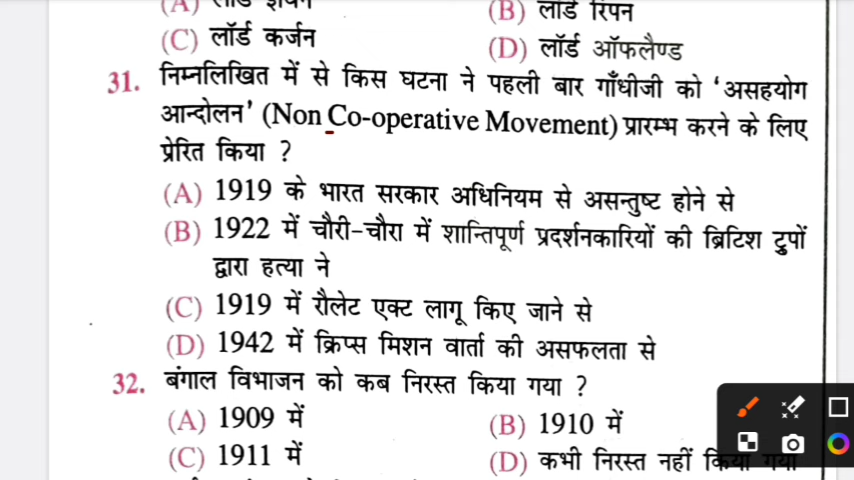 (B) लॉर्ड रिपन
(C) लॉर्ड कर्जन
(D) लॉर्ड ऑफलैण्ड
31. निम्नलिखित में से किस घटना ने पहली बार गाँधीजी को ‘असहयोग
आन्दोलन’ (Non Co-operative Movement) प्रारम्भ करने के लिए
प्रेरित किया ?
(A) 1919 के भारत सरकार अधिनियम से असन्तुष्ट होने से
(B) 1922 में चौरी-चौरा में शान्तिपूर्ण प्रदर्शनकारियों की ब्रिटिश ट्रुपों
द्वारा हत्या ने
(C) 1919 में रौलेट एक्ट लागू किए जाने से
(D) 1942 में क्रिप्स मिशन वार्ता की असफलता से
32. बंगाल विभाजन को कब निरस्त किया गया ?
(A) 1909 में
(B) 1910 में
(C) 1911 में
(D) कभी निरस्त नहीं किया गया